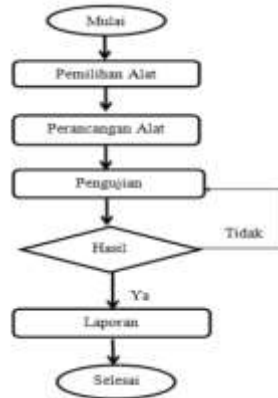 Mulai
Pemilihan Alat
Perancangan Alat
Pengujian
Hasil
Tidak
Ya
Laporan
Selesai